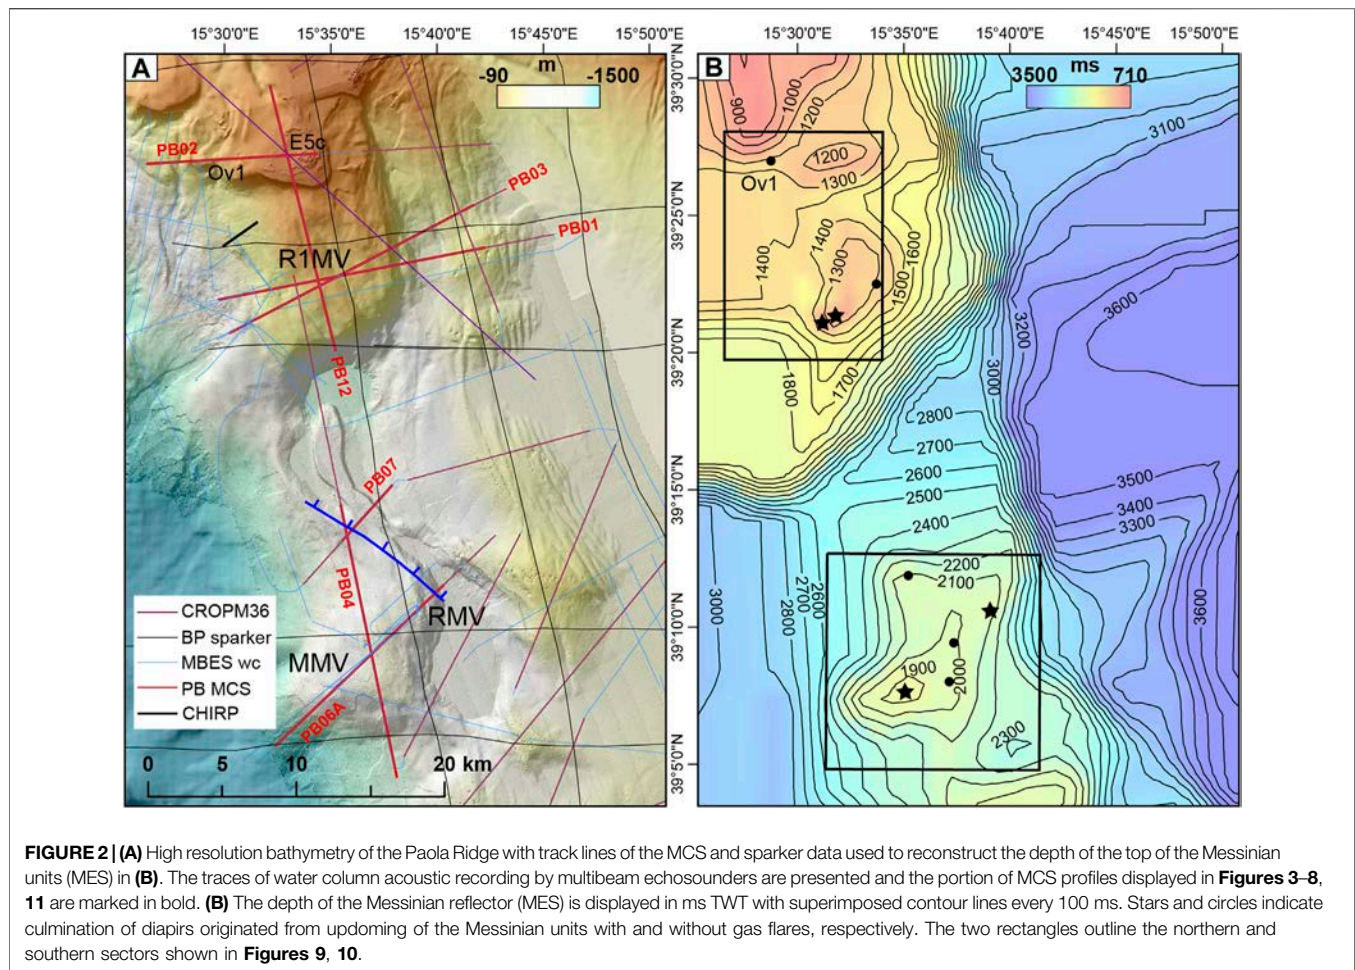 15°30'0"E 15°35'0"E 15°40'0"E 15°45'0"E 15°50'0"E
A
m
-90 -1500
PB02
E5c
Ov1
PB03
PB01
R1MV
PB12
PB07
PB04
RMV
MMV
PB06A
CROPM36
BP sparker
MBES wc
PB MCS
CHIRP
0 5 10 20 km
39°30'0"N
39°25'0"N
39°20'0"N
39°15'0"N
39°10'0"N
39°5'0"N
15°30'0"E 15°35'0"E 15°40'0"E 15°45'0"E 15°50'0"E
B
ms
3500 710
900
1000
1200
3100
1200
Ov1
1300
1400
1400
1300
1600
1500
3600
3200
3000
1800
1700
2800
2700
2600
2500
2400
3500
3400
3300
2200
2100
2600
2700
2800
3000
3600
1900
2000
2300
FIGURE 2 | (A) High resolution bathymetry of the Paola Ridge with track lines of the MCS and sparker data used to reconstruct the depth of the top of the Messinian
units (MES) in (B). The traces of water column acoustic recording by multibeam echosounders are presented and the portion of MCS profiles displayed in Figures 3–8,
11 are marked in bold. (B) The depth of the Messinian reflector (MES) is displayed in ms TWT with superimposed contour lines every 100 ms. Stars and circles indicate
culmination of diapirs originated from updoming of the Messinian units with and without gas flares, respectively. The two rectangles outline the northern and
southern sectors shown in Figures 9, 10.